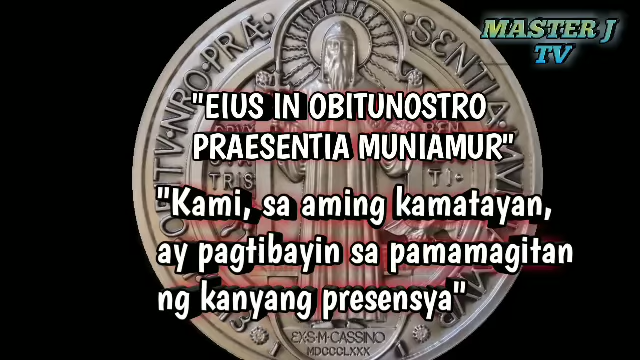 MASTER J
TV
"EIUS IN OBITUNOSTRO
PRAESENTIA MUNIAMUR"
"Kami, sa aming kamatayan,
ay pagtibayin sa pamamagitan
ng kanyang presensya"
EX·S·M·CASSINO
MDCCCLXXX